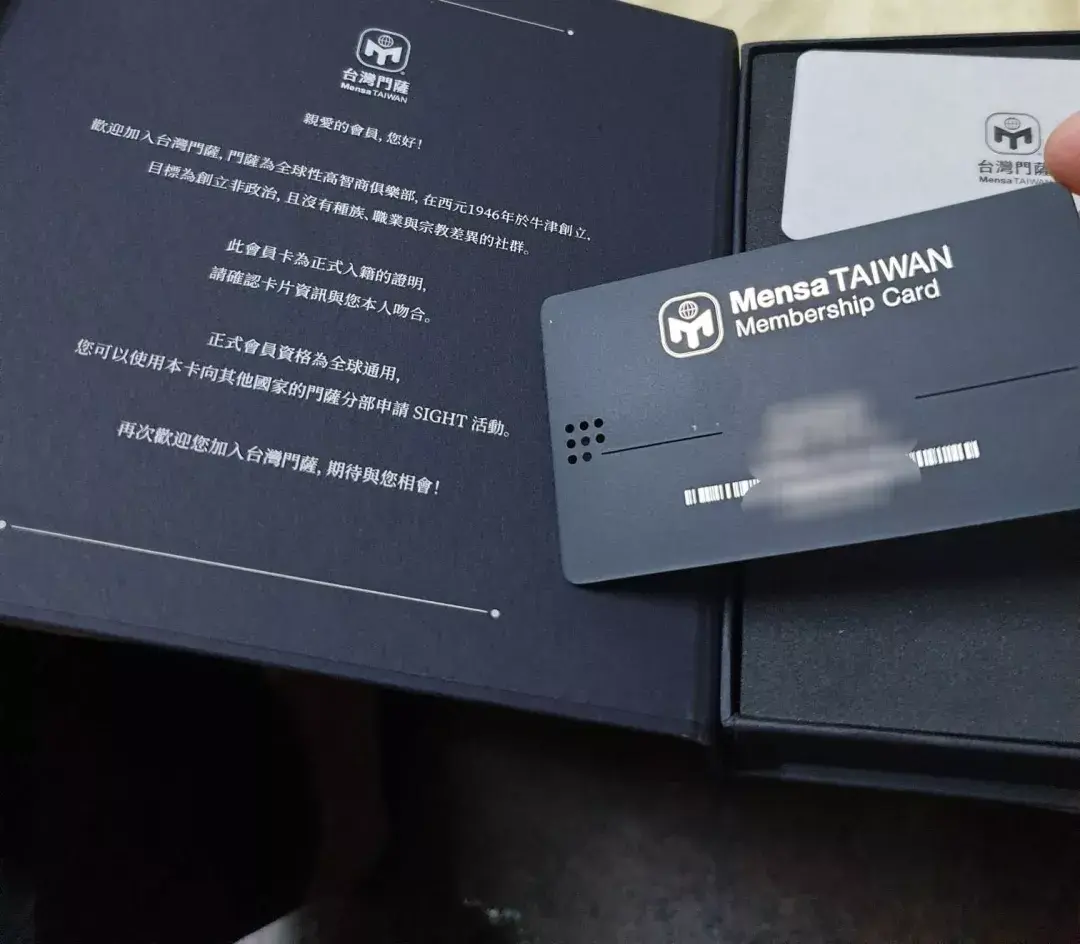 台灣門薩
Mensa TAIWAN
親愛的會員, 您好!
歡迎加入台灣門薩, 門薩為全球性高智商俱樂部, 在西元1946年於牛津創立,
目標為創立非政治, 且沒有種族、職業與宗教差異的社群。
此會員卡為正式入籍的證明,
請確認卡片資訊與您本人吻合。
正式會員資格為全球通用,
您可以使用本卡向其他國家的門薩分部申請 SIGHT 活動。
再次歡迎您加入台灣門薩, 期待與您相會!
台灣門薩
Mensa TAIWAN
Mensa TAIWAN
Membership Card